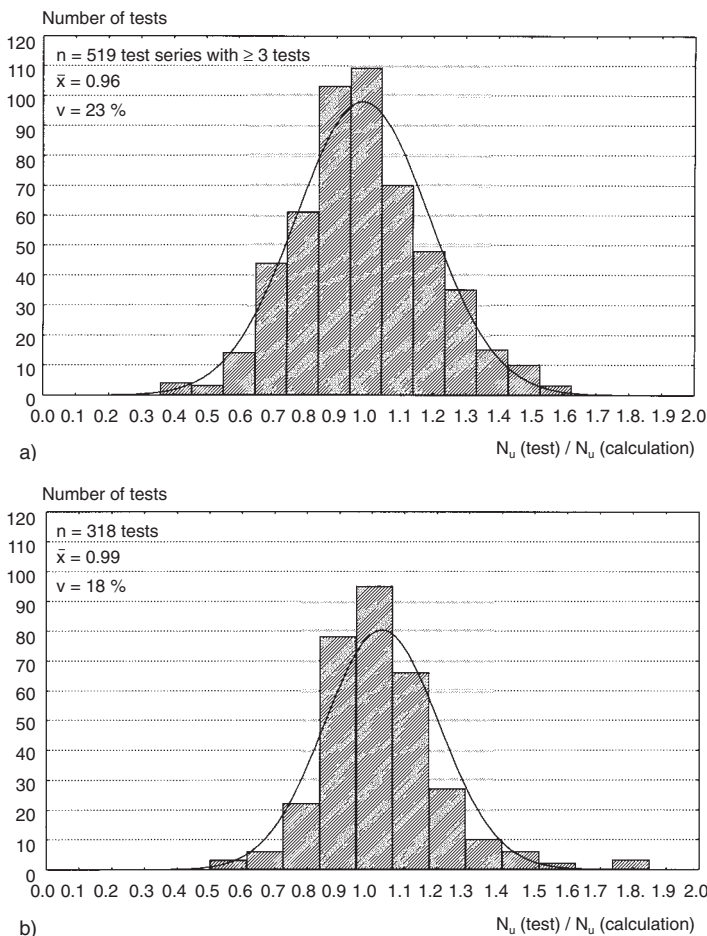 Number of tests
120
110
100
90
80
70
60
50
40
30
20
10
0
n = 519 test series with ≥ 3 tests
x̄ = 0.96
v = 23 %
0.0 0.1 0.2 0.3 0.4 0.5 0.6 0.7 0.8 0.9 1.0 1.1 1.2 1.3 1.4 1.5 1.6 1.7 1.8. 1.9 2.0
a)
Nᵤ (test) / Nᵤ (calculation)
Number of tests
120
110
100
90
80
70
60
50
40
30
20
10
0
n = 318 tests
x̄ = 0.99
v = 18 %
0.0 0.1 0.2 0.3 0.4 0.5 0.6 0.7 0.8 0.9 1.0 1.1 1.2 1.3 1.4 1.5 1.6 1.7. 1.8 1.9 2.0
b)
Nᵤ (test) / Nᵤ (calculation)